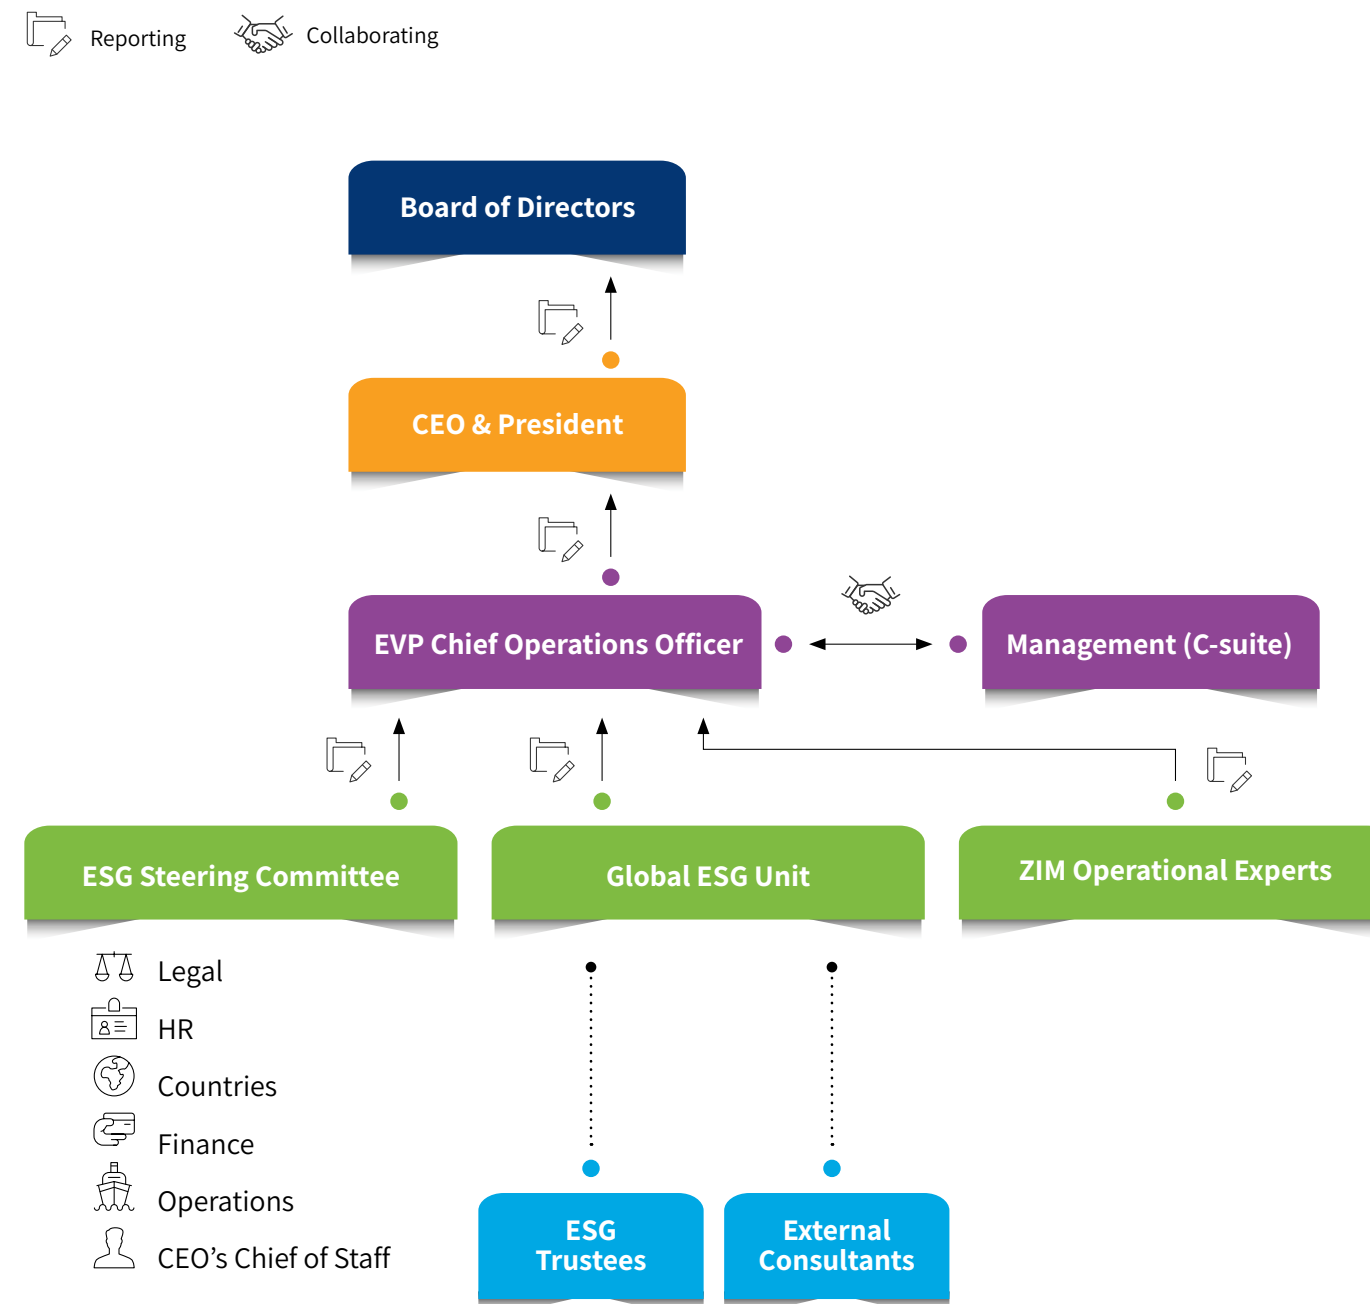 Reporting
Collaborating
Board of Directors
CEO & President
EVP Chief Operations Officer
Management (C-suite)
ESG Steering Committee
Global ESG Unit
ZIM Operational Experts
Legal
HR
Countries
Finance
Operations
CEO’s Chief of Staff
ESG
Trustees
External
Consultants